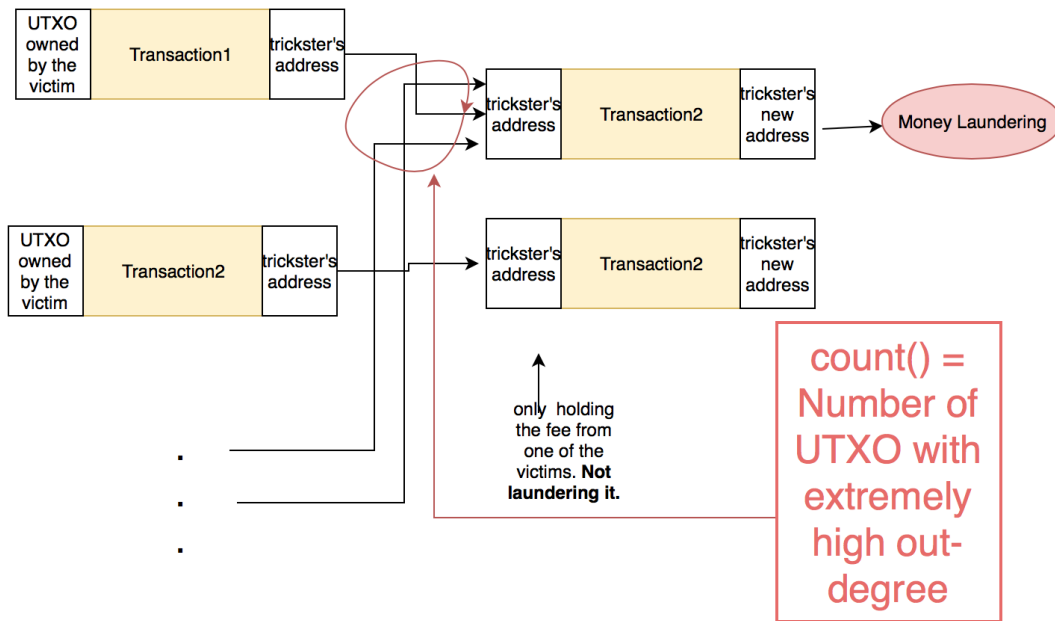 UTXO
owned
by the
victim
Transaction1
trickster's
address
trickster's
address
Transaction2
trickster's
new
address
Money Laundering
UTXO
owned
by the
victim
Transaction2
trickster's
address
trickster's
address
Transaction2
trickster's
new
address
only holding
the fee from
one of the
victims. Not
laundering it.
count() =
Number of
UTXO with
extremely
high out-
degree